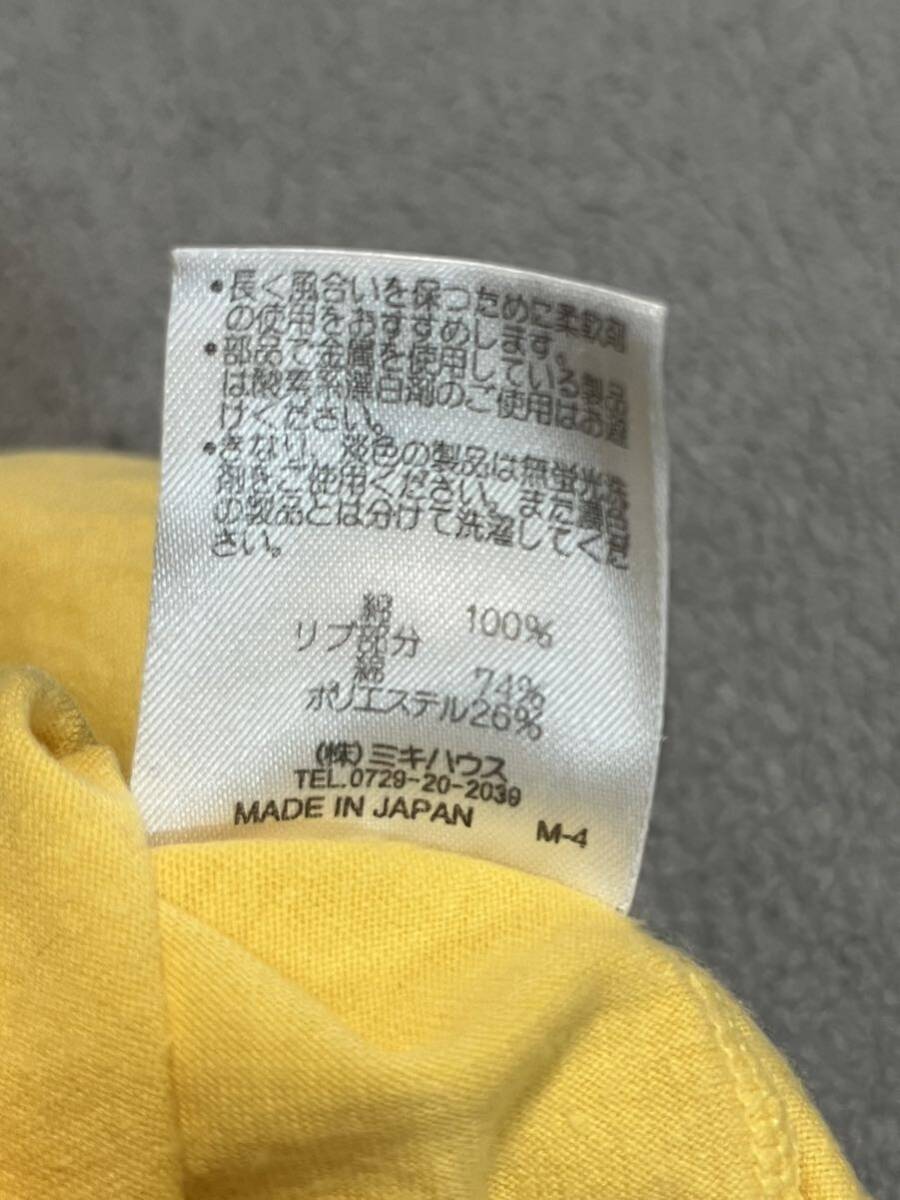 ・長く風合いを保つために柔軟剤
の使用をおすすめします。
・部品で金属を使用している製品
は酸素系漂白剤のご使用はお避
けください。
・きなり、淡色の製品は無蛍光洗
剤をご使用ください。また濃色
の製品とは分けて洗濯してくだ
さい。
綿 100%
リブ部分
綿 74%
ポリエステル26%
(株)ミキハウス
TEL.0729-20-2039
MADE IN JAPAN M-4